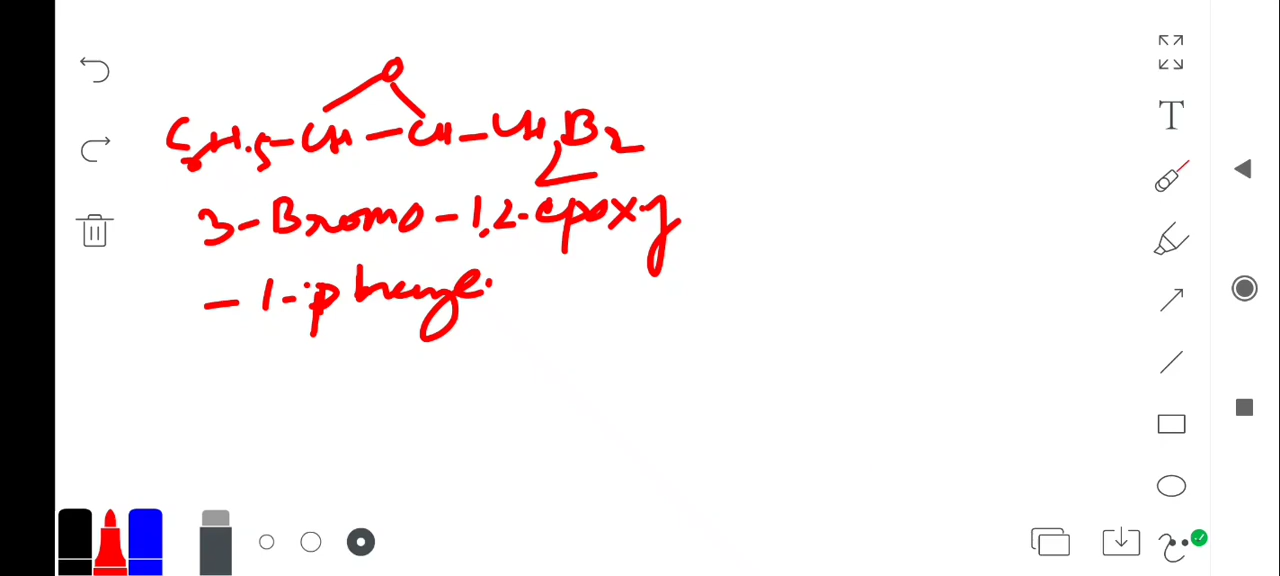 O
C6H5-CH-CH-CH2Br
3-Bromo-1,2-epoxy
-1-phenyl
T